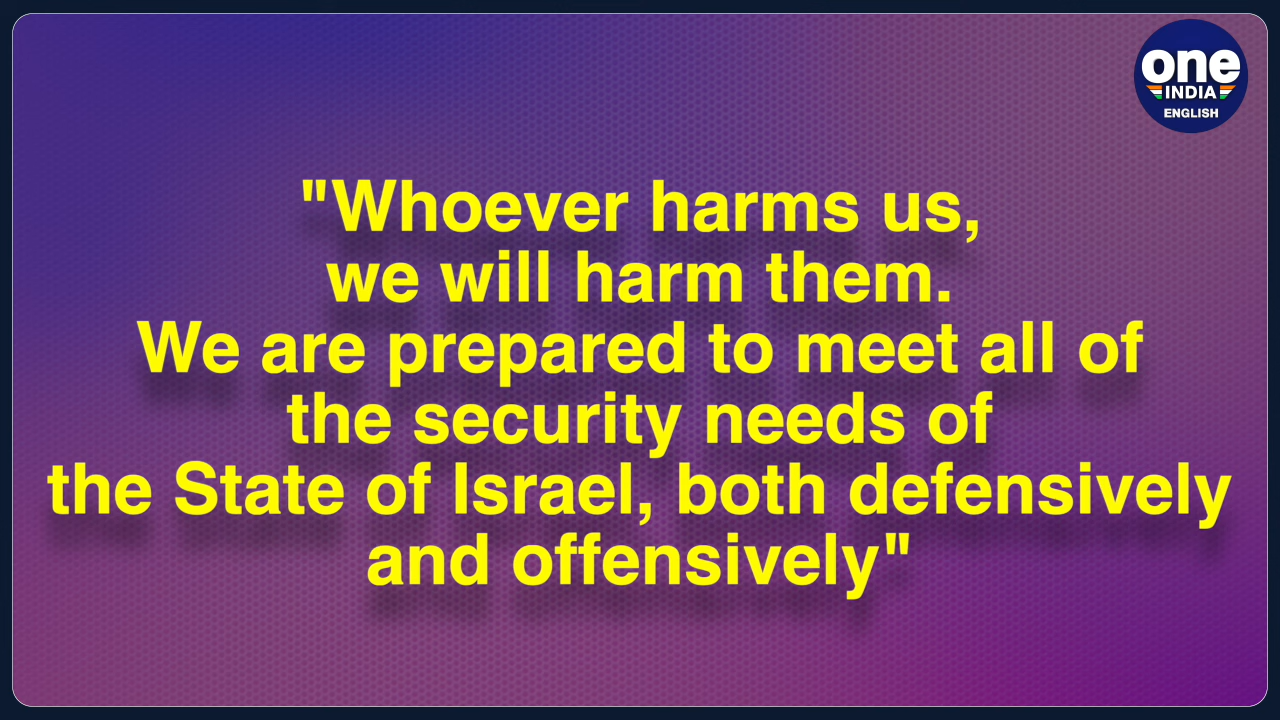 one
INDIA
ENGLISH
"Whoever harms us,
we will harm them.
We are prepared to meet all of
the security needs of
the State of Israel, both defensively
and offensively"